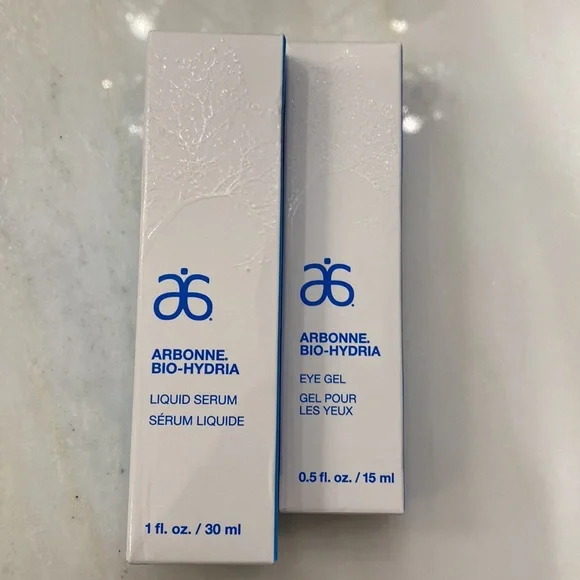 ARBONNE.
BIO-HYDRIA
LIQUID SERUM
SÉRUM LIQUIDE
1 fl. oz. / 30 ml
ARBONNE.
BIO-HYDRIA
EYE GEL
GEL POUR
LES YEUX
0.5 fl. oz. / 15 ml